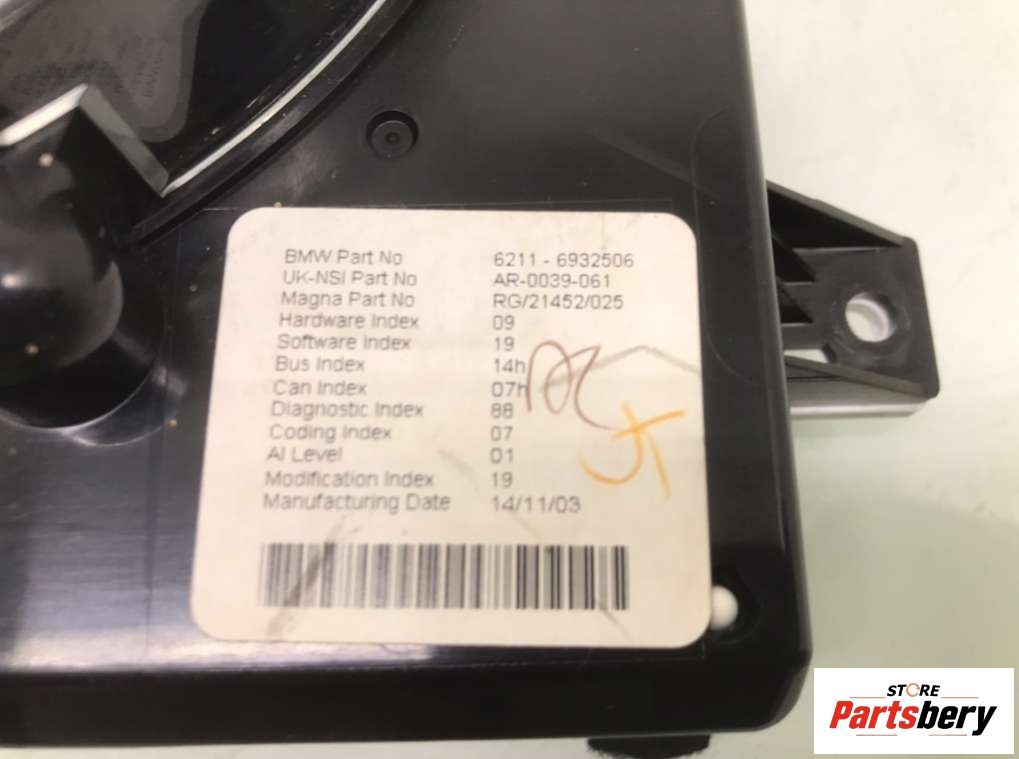 BMW Part No 6211 - 6932506
UK-NSI Part No AR-0039-061
Magna Part No RG/21452/025
Hardware Index 09
Software Index 19
Bus Index 14h
Can Index 07h
Diagnostic Index 88
Coding Index 07
AI Level 01
Modification Index 19
Manufacturing Date 14/11/03
STORE
Partsbery